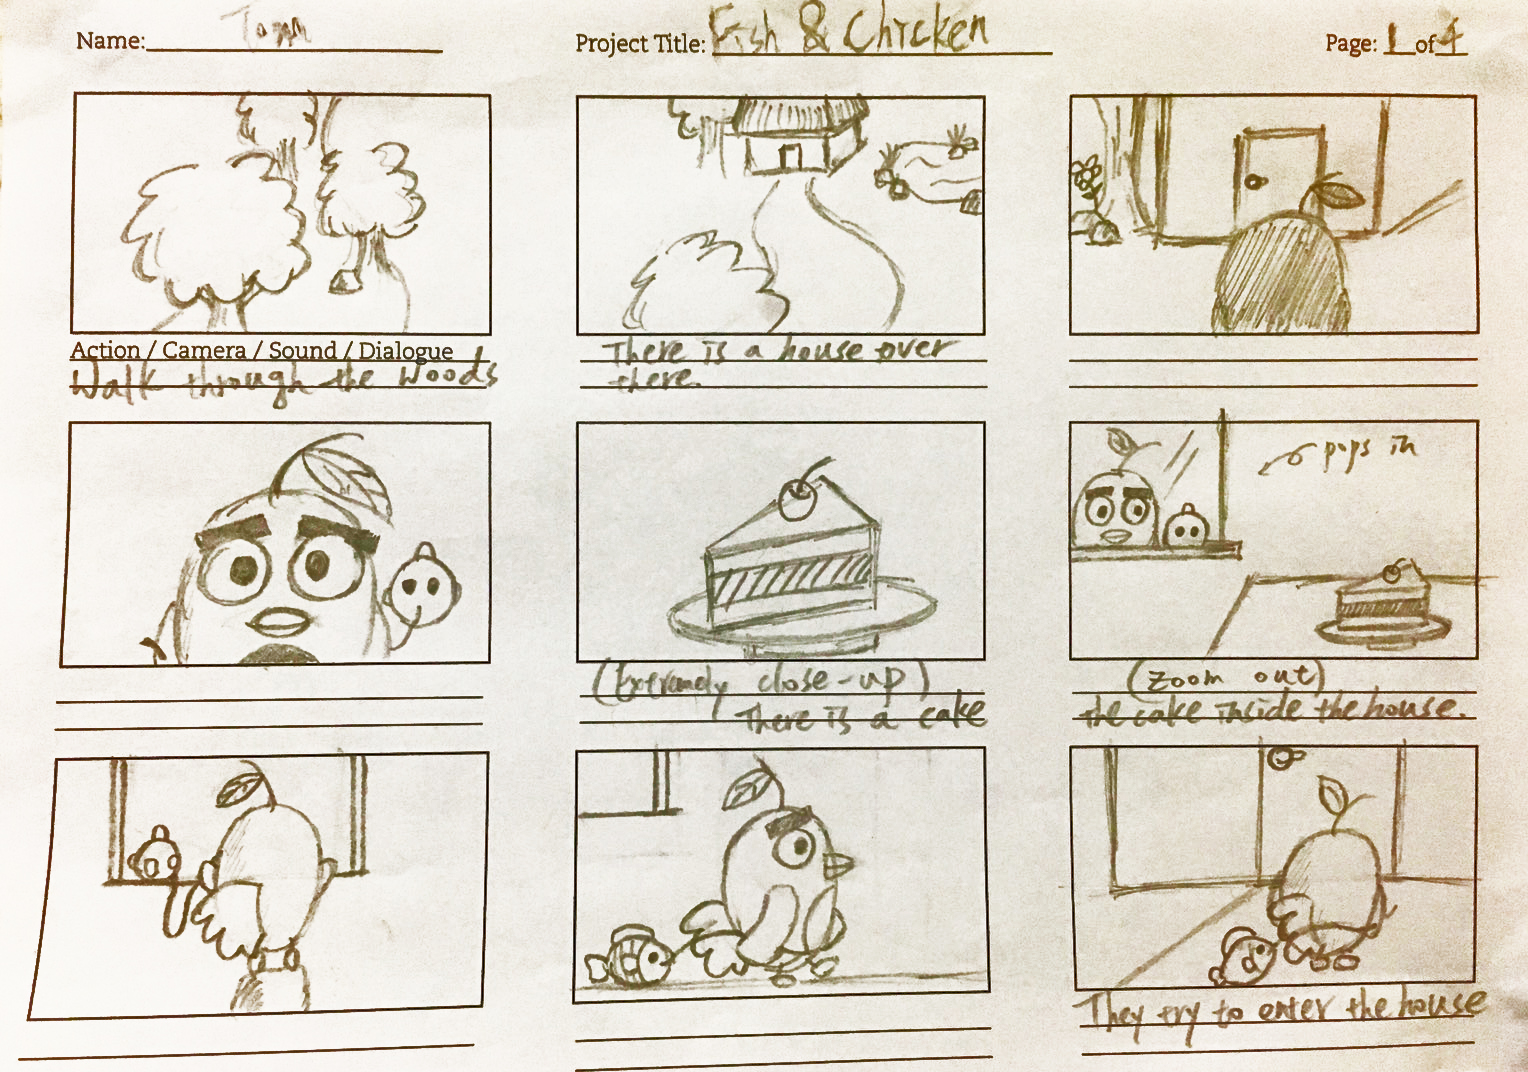 Name: Tom
Project Title: Fish & Chicken
Page: 1 of 4
Action / Camera / Sound / Dialogue
Walk through the woods
There is a house over
there.
pops in
(Extremely close-up)
There is a cake
(Zoom out)
the cake inside the house.
They try to enter the house